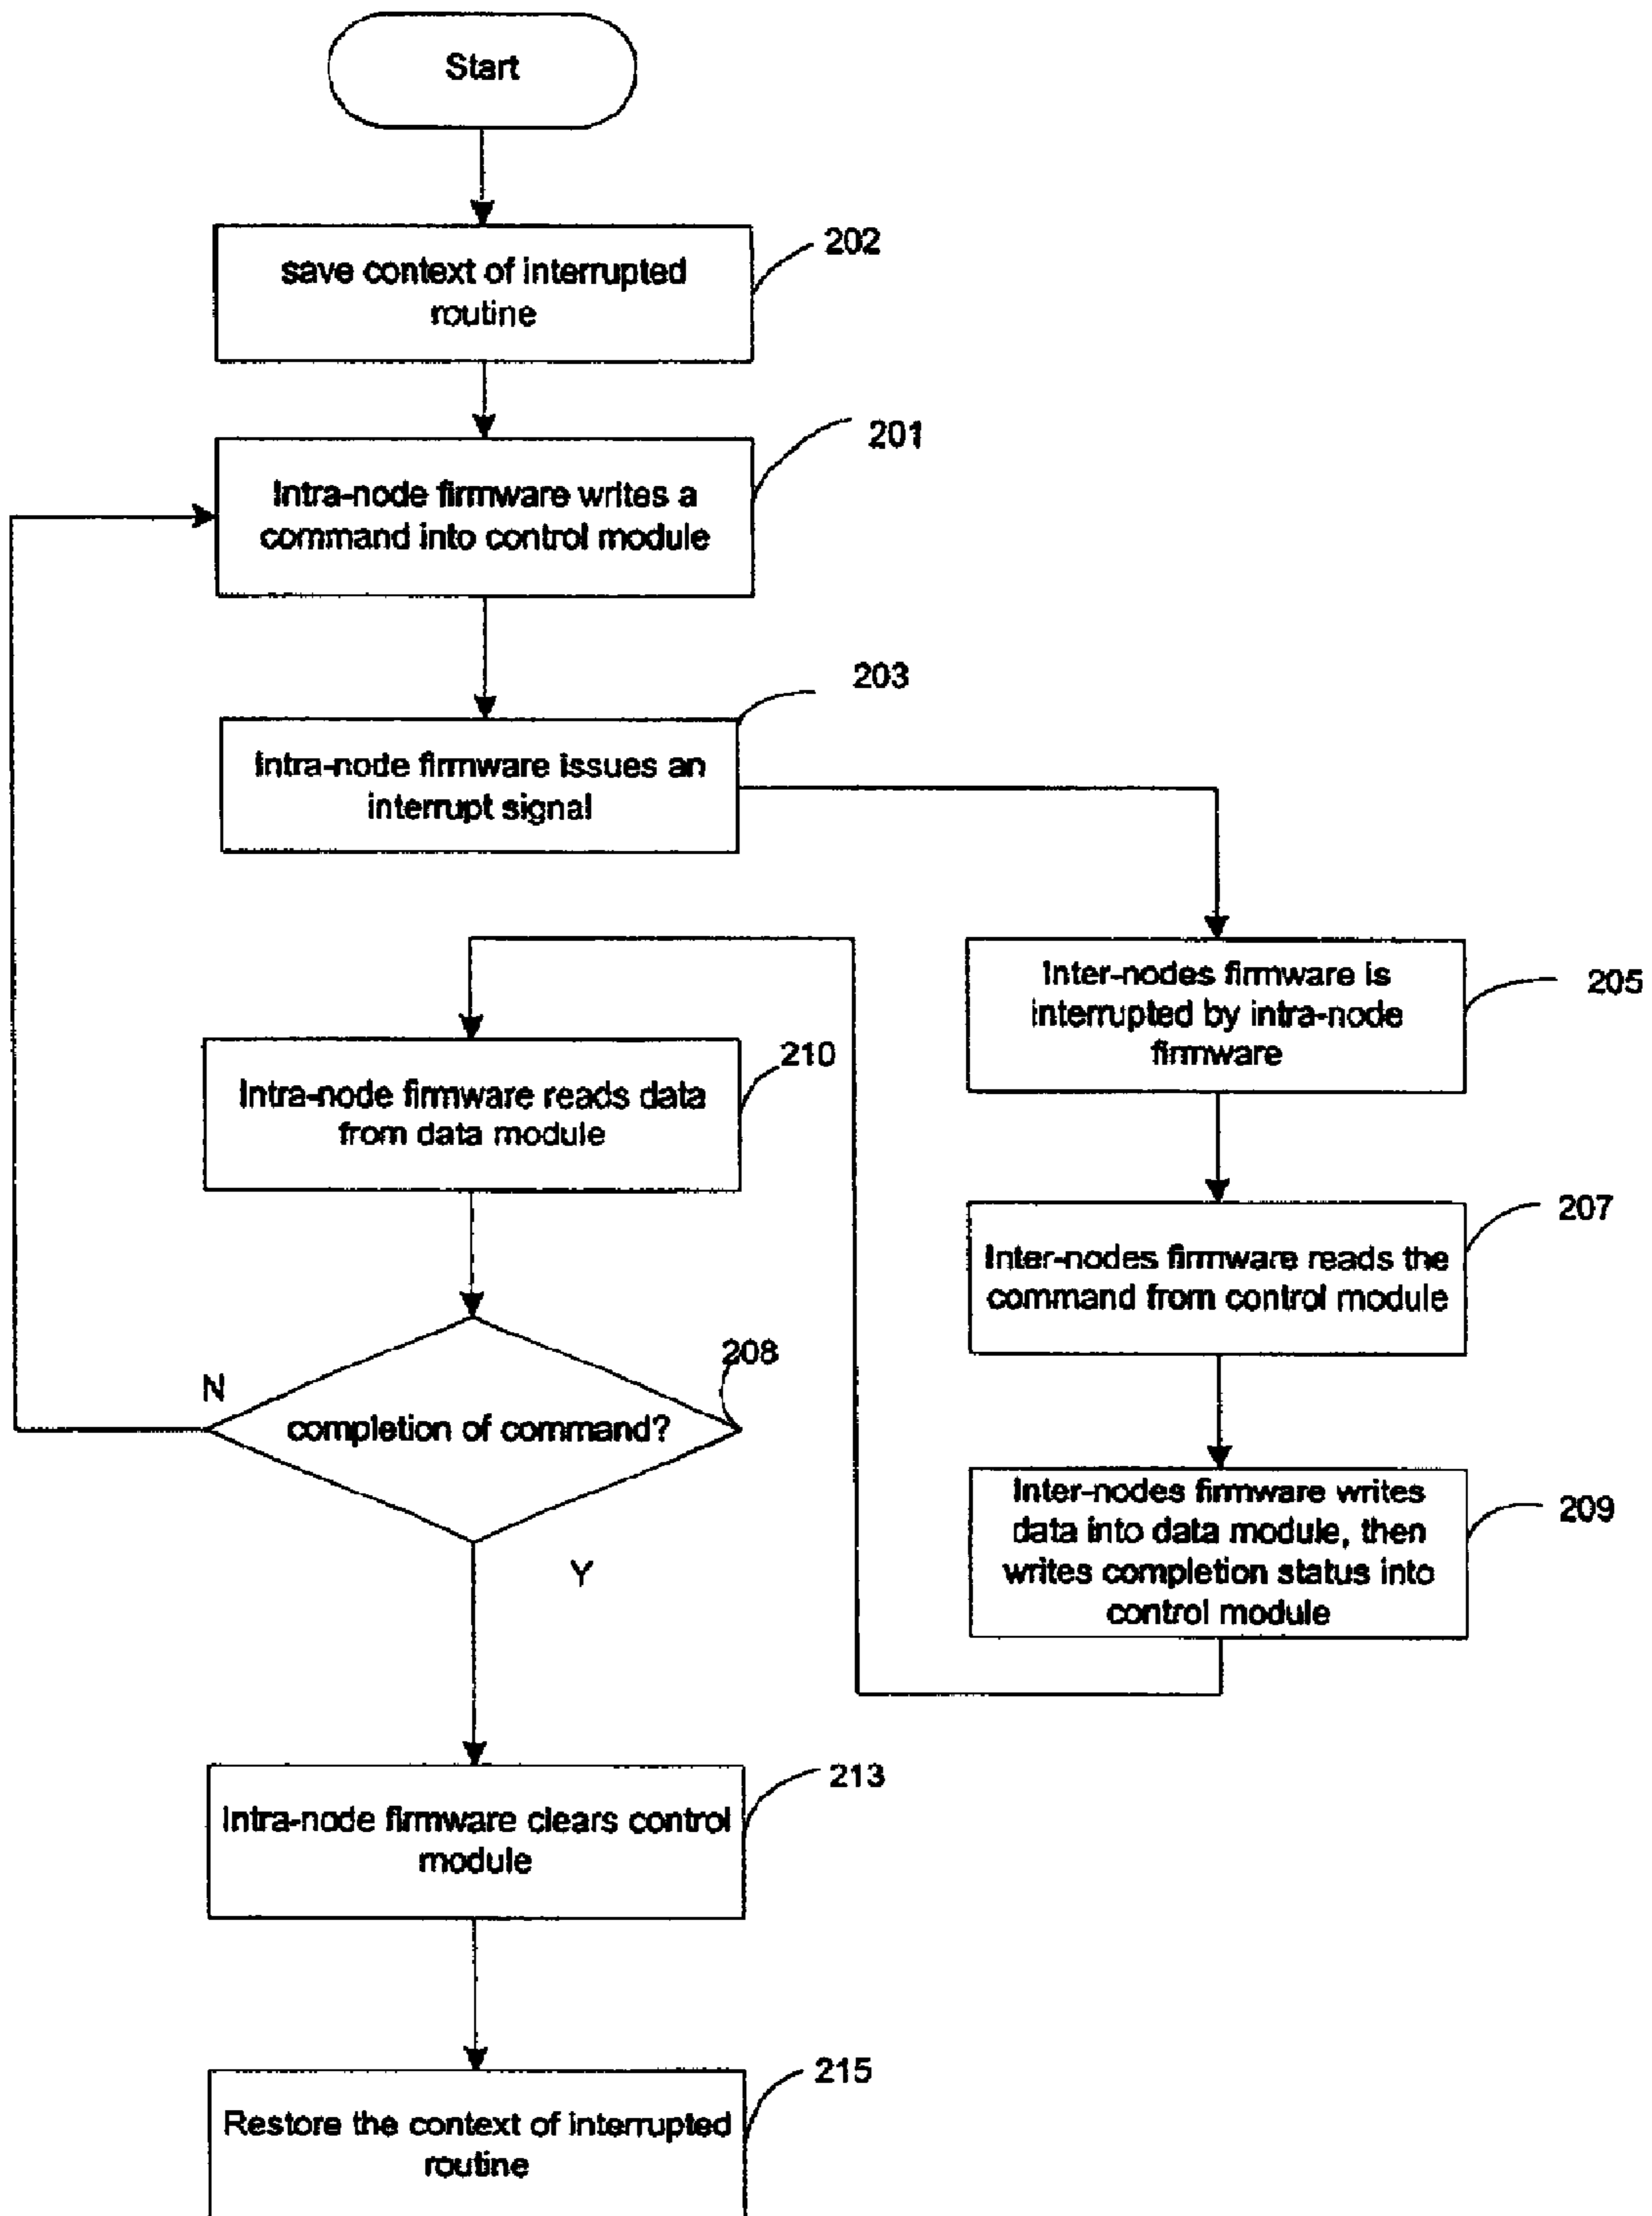 Start
save context of interrupted
routine
202
Intra-node firmware writes a
command into control module
201
Intra-node firmware issues an
interrupt signal
203
Inter-nodes firmware is
interrupted by intra-node
firmware
205
Inter-nodes firmware reads the
command from control module
207
Inter-nodes firmware writes
data into data module, then
writes completion status into
control module
209
Intra-node firmware reads data
from data module
210
completion of command?
208
N
Y
Intra-node firmware clears control
module
213
Restore the context of interrupted
routine
215